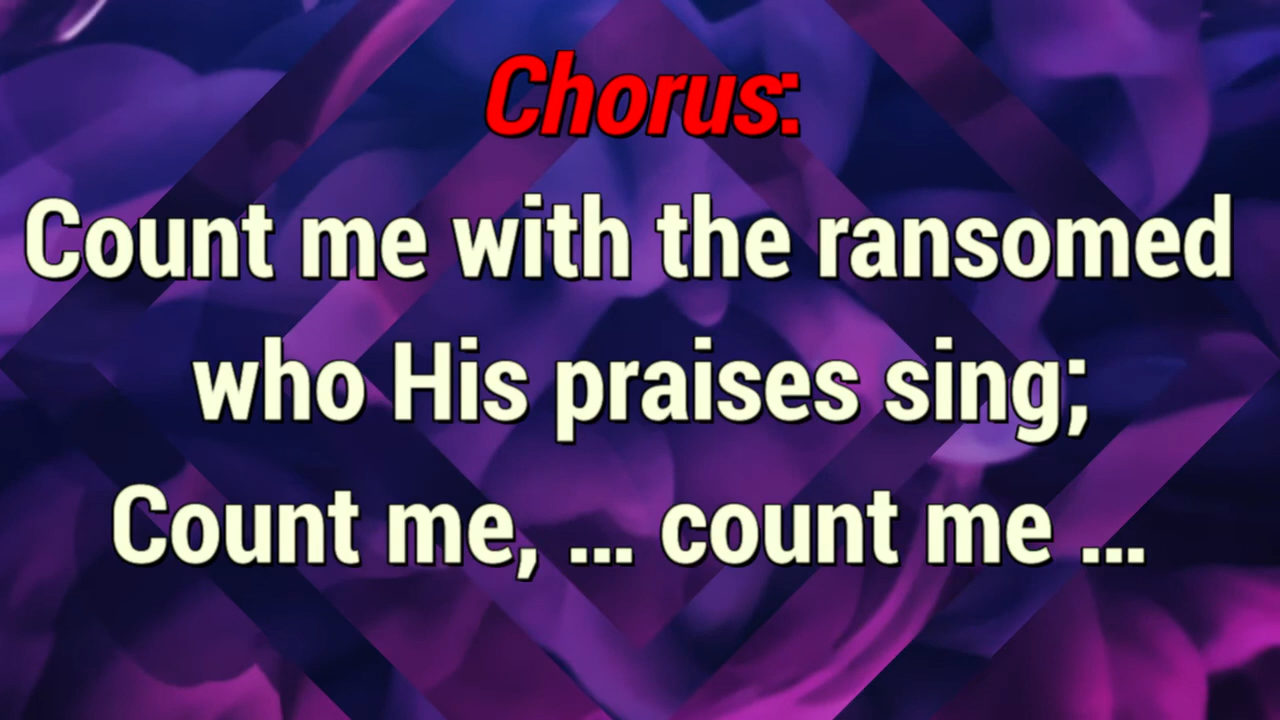 Chorus:
Count me with the ransomed
who His praises sing;
Count me, ... count me ...